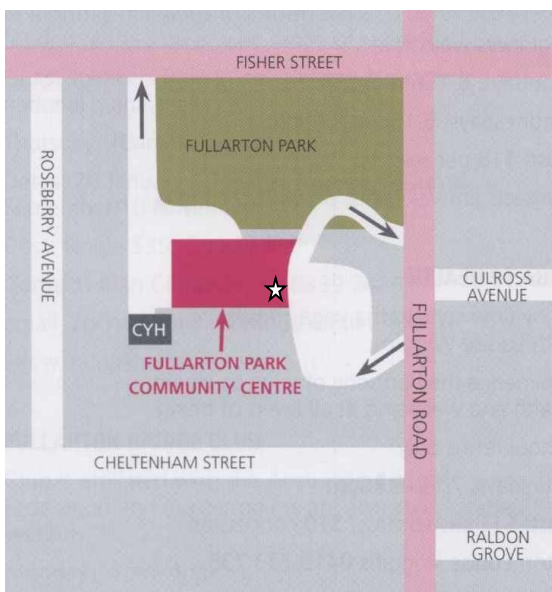 FISHER STREET
FULLARTON PARK
ROSEBERRY AVENUE
CULROSS
AVENUE
FULLARTON ROAD
CYH
FULLARTON PARK
COMMUNITY CENTRE
CHELTENHAM STREET
RALDON
GROVE